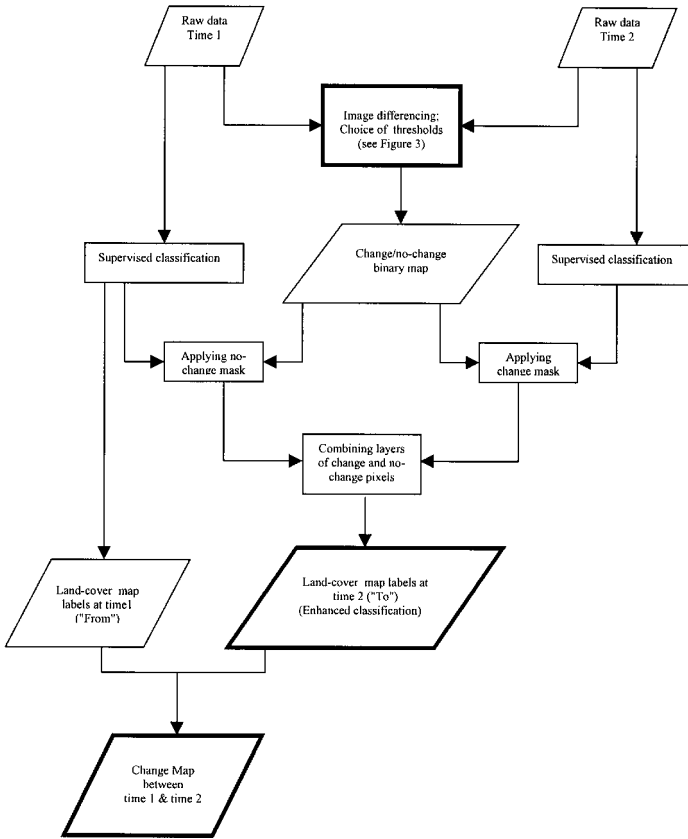 Raw data
Time 1
Raw data
Time 2
Image differencing;
Choice of thresholds
(see Figure 3)
Supervised classification
Change/no-change
binary map
Supervised classification
Applying no-
change mask
Applying
change mask
Combining layers
of change and no-
change pixels
Land-cover map
labels at time1
("From")
Land-cover map labels at
time 2 ("To")
(Enhanced classification)
Change Map
between
time 1 & time 2